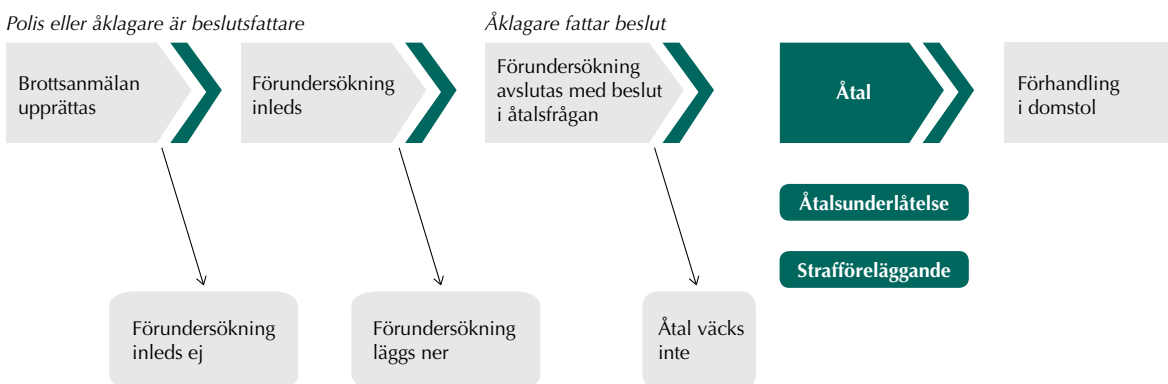 Polis eller åklagare är beslutsfattare
Åklagare fattar beslut
Brottsanmälan
upprättas
Förundersökning
inleds
Förundersökning
avslutas med beslut
i åtalsfrågan
Åtal
Förhandling
i domstol
Åtalsunderlåtelse
Strafföreläggande
Förundersökning
inleds ej
Förundersökning
läggs ner
Åtal väcks
inte